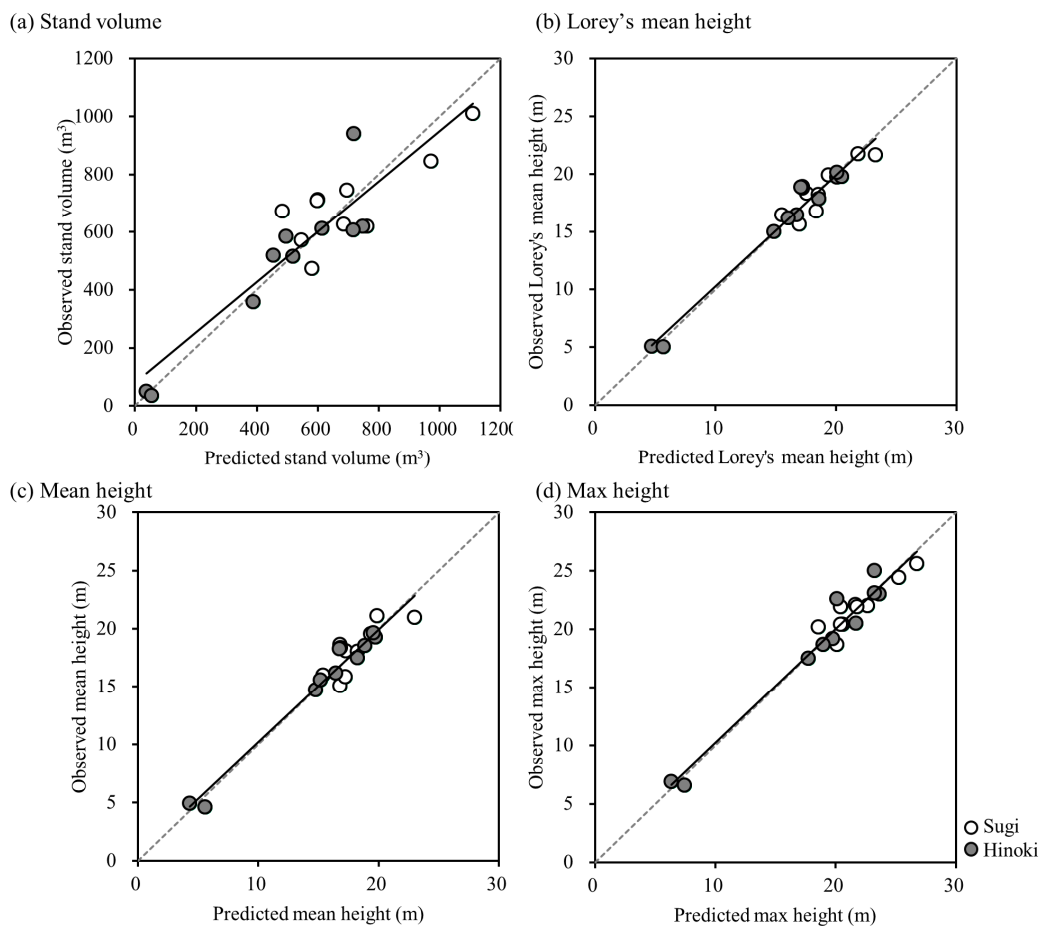 (a) Stand volume
1200
1000
800
600
400
200
0
Observed stand volume (m³)
0 200 400 600 800 1000 120
Predicted stand volume (m³)
(b) Lorey's mean height
30
25
20
15
10
5
0
Observed Lorey's mean height (m)
0 10 20 30
Predicted Lorey's mean height (m)
(c) Mean height
30
25
20
15
10
5
0
Observed mean height (m)
0 10 20 30
Predicted mean height (m)
(d) Max height
30
25
20
15
10
5
0
Observed max height (m)
0 10 20 30
Predicted max height (m)
Sugi
Hinoki